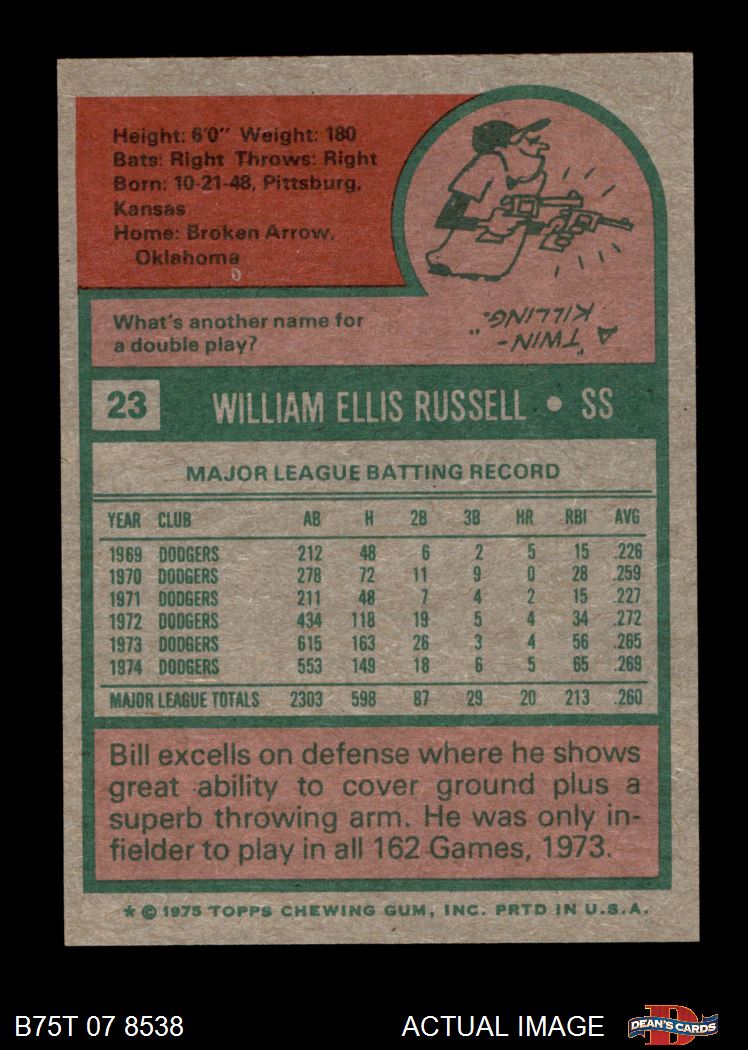 Height: 6'0" Weight: 180
Bats: Right Throws: Right
Born: 10-21-48, Pittsburg,
Kansas
Home: Broken Arrow,
Oklahoma
What's another name for
a double play?
A "TWIN-
KILLING."
23 WILLIAM ELLIS RUSSELL • SS
MAJOR LEAGUE BATTING RECORD
YEAR CLUB AB H 2B 3B HR RBI AVG
1969 DODGERS 212 48 6 2 5 15 .226
1970 DODGERS 278 72 11 9 0 28 .259
1971 DODGERS 211 48 7 4 2 15 .227
1972 DODGERS 434 118 19 5 4 34 .272
1973 DODGERS 615 163 26 3 4 56 .265
1974 DODGERS 553 149 18 6 5 65 .269
MAJOR LEAGUE TOTALS 2303 598 87 29 20 213 .260
Bill excells on defense where he shows
great ability to cover ground plus a
superb throwing arm. He was only in-
fielder to play in all 162 Games, 1973.
* © 1975 TOPPS CHEWING GUM, INC. PRTD IN U.S.A.
B75T 07 8538 ACTUAL IMAGE D DEAN'S CARDS